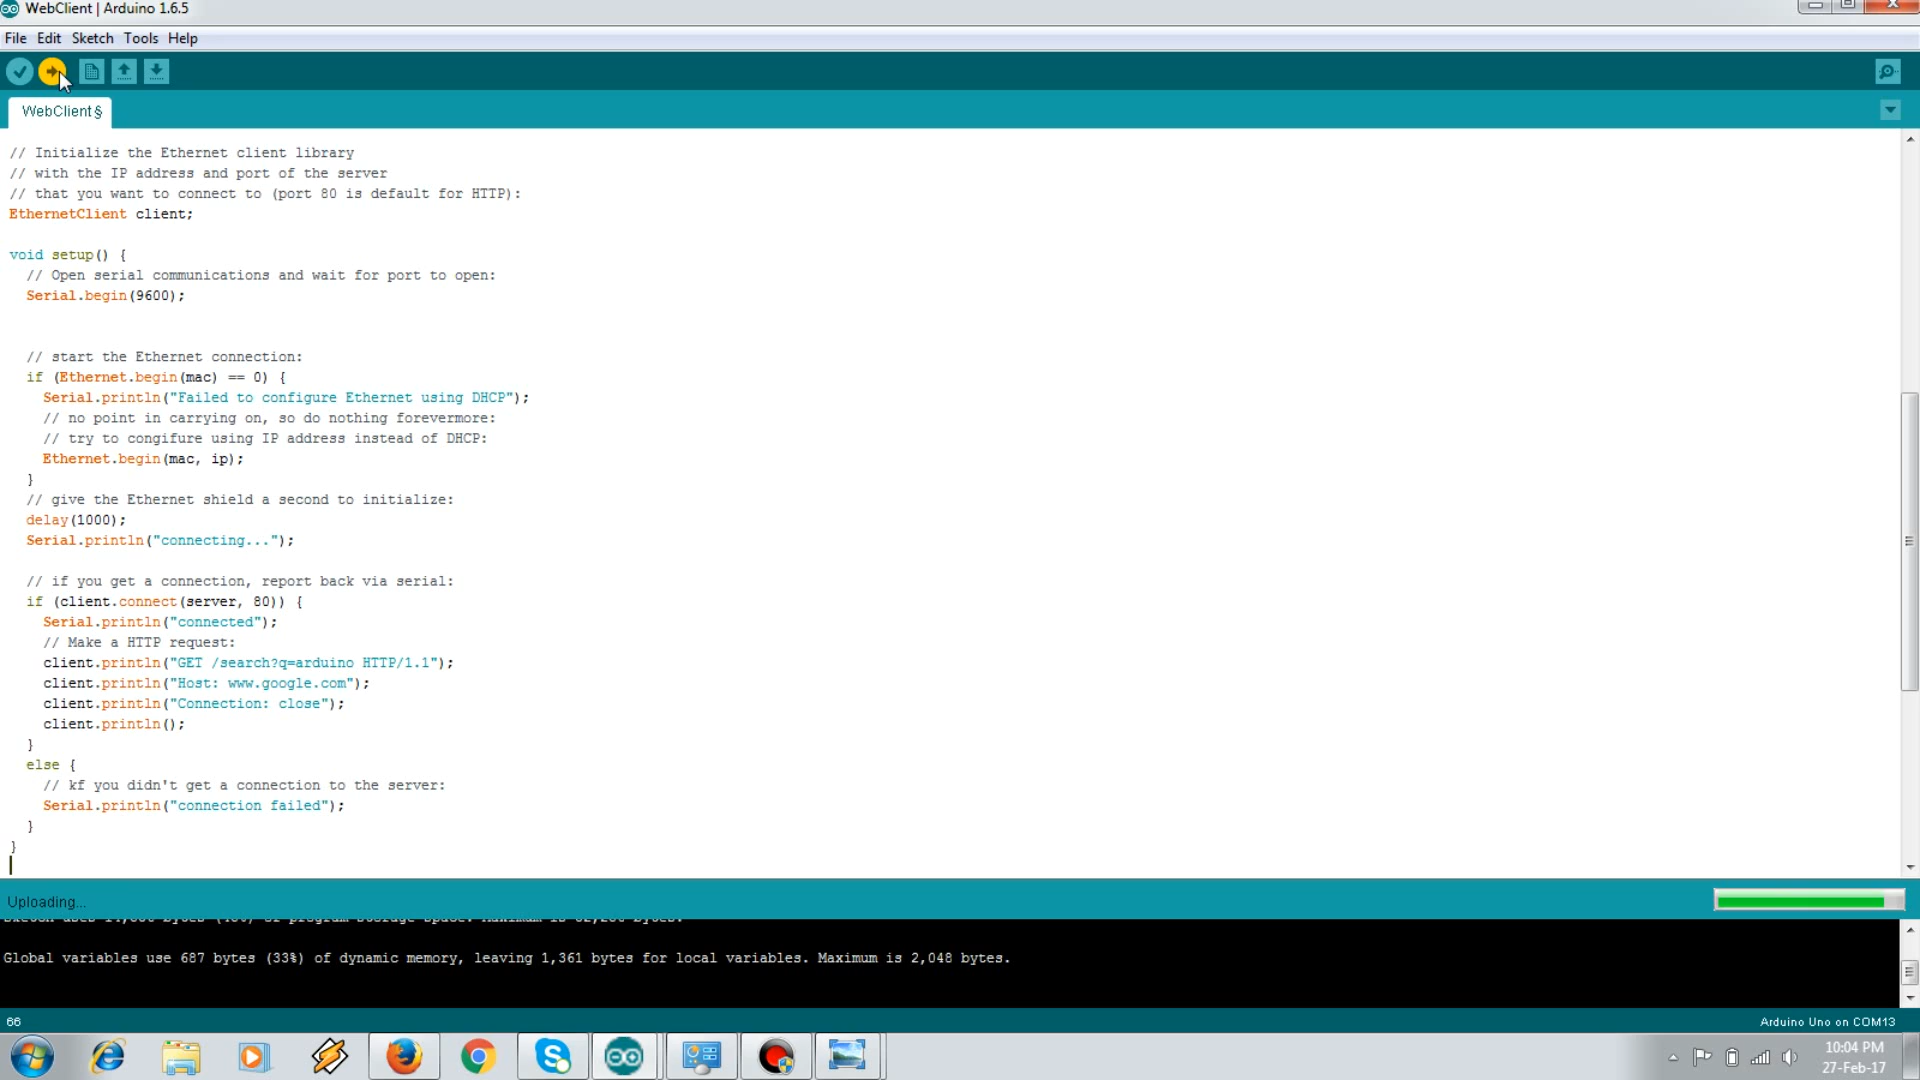 WebClient | Arduino 1.6.5
File Edit Sketch Tools Help
WebClient§
// Initialize the Ethernet client library
// with the IP address and port of the server
// that you want to connect to (port 80 is default for HTTP):
EthernetClient client;
void setup() {
// Open serial communications and wait for port to open:
Serial.begin(9600);
// start the Ethernet connection:
if (Ethernet.begin(mac) == 0) {
Serial.println("Failed to configure Ethernet using DHCP");
// no point in carrying on, so do nothing forevermore:
// try to congifure using IP address instead of DHCP:
Ethernet.begin(mac, ip);
}
// give the Ethernet shield a second to initialize:
delay(1000);
Serial.println("connecting...");
// if you get a connection, report back via serial:
if (client.connect(server, 80)) {
Serial.println("connected");
// Make a HTTP request:
client.println("GET /search?q=arduino HTTP/1.1");
client.println("Host: www.google.com");
client.println("Connection: close");
client.println();
}
else {
// kf you didn't get a connection to the server:
Serial.println("connection failed");
}
}
Uploading...
Global variables use 687 bytes (33%) of dynamic memory, leaving 1,361 bytes for local variables. Maximum is 2,048 bytes.
66
Arduino Uno on COM13
10:04 PM
27-Feb-17